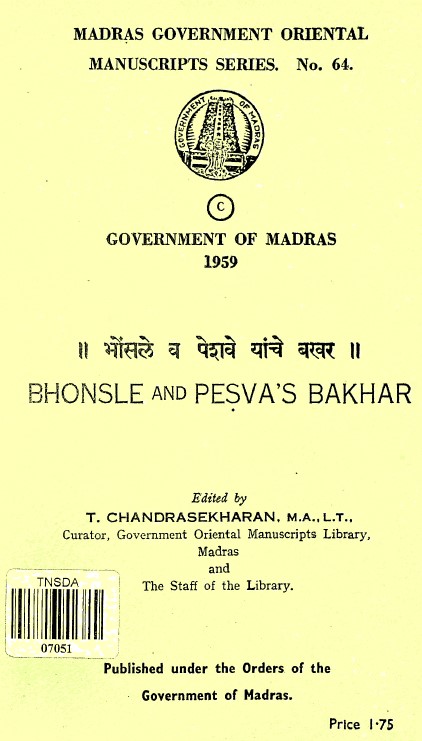 MADRAS GOVERNMENT ORIENTAL
MANUSCRIPTS SERIES. No. 64.
GOVERNMENT OF MADRAS
C
GOVERNMENT OF MADRAS
1959
॥ भोंसले व पेशवे यांचे बखर ॥
BHONSLE AND PEṢVA'S BAKHAR
Edited by
T. CHANDRASEKHARAN, M.A., L.T.,
Curator, Government Oriental Manuscripts Library,
Madras
and
The Staff of the Library.
TNSDA
07051
Published under the Orders of the
Government of Madras.
Price 1·75